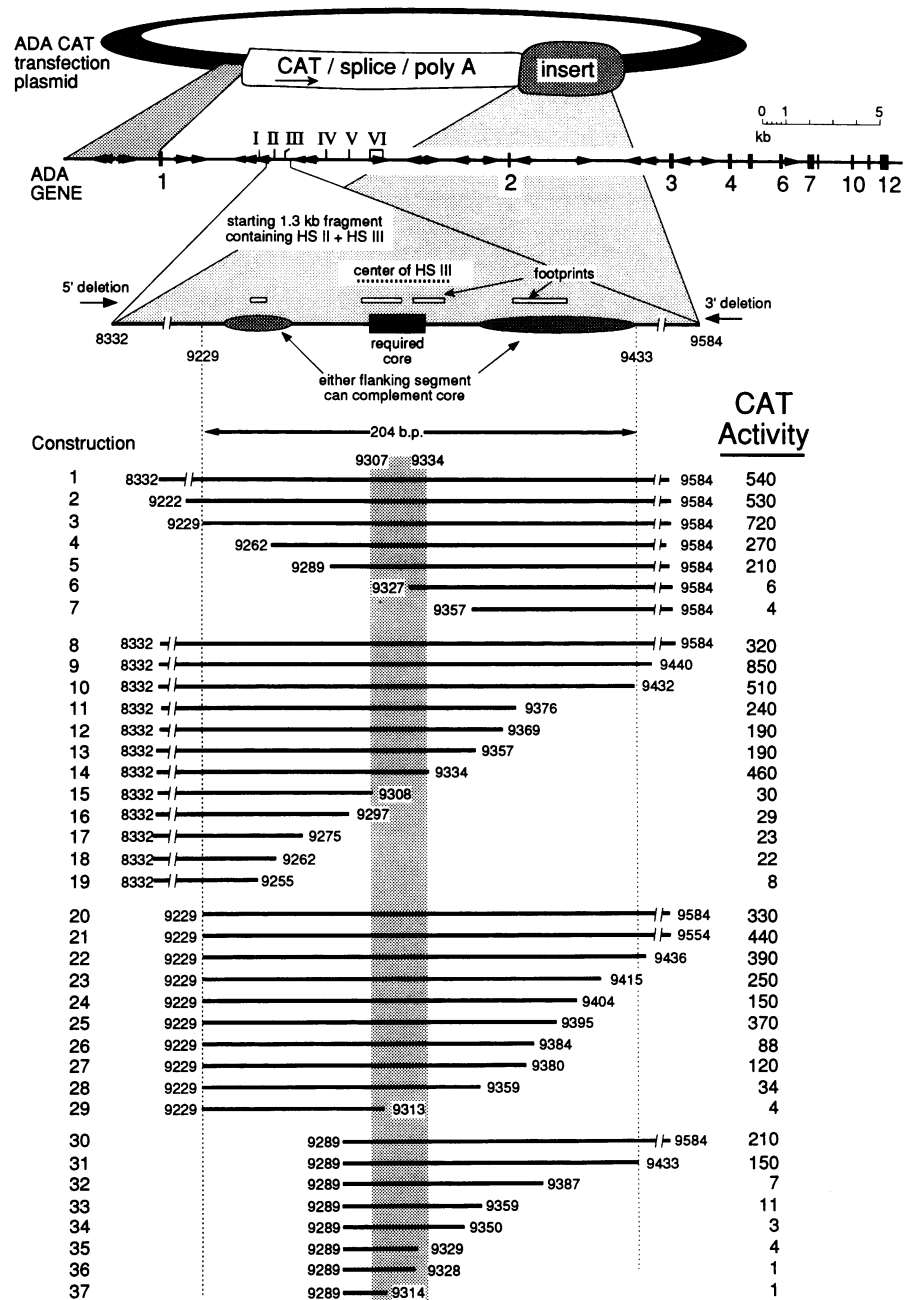 ADA CAT
transfection
plasmid
CAT / splice / poly A
insert
0 1 5
kb
I II III IV V VI
ADA
GENE
1 2 3 4 6 7 10 12
starting 1.3 kb fragment
containing HS II + HS III
center of HS III
footprints
5' deletion
3' deletion
8332
9229
required
core
9433
9584
either flanking segment
can complement core
CAT
Activity
Construction
204 b.p.
9307 9334
1 8332 9584 540
2 9222 9584 530
3 9229 9584 720
4 9262 9584 270
5 9289 9584 210
6 9327 9584 6
7 9357 9584 4
8 8332 9584 320
9 8332 9440 850
10 8332 9432 510
11 8332 9376 240
12 8332 9369 190
13 8332 9357 190
14 8332 9334 460
15 8332 9308 30
16 8332 9297 29
17 8332 9275 23
18 8332 9262 22
19 8332 9255 8
20 9229 9584 330
21 9229 9554 440
22 9229 9436 390
23 9229 9415 250
24 9229 9404 150
25 9229 9395 370
26 9229 9384 88
27 9229 9380 120
28 9229 9359 34
29 9229 9313 4
30 9289 9584 210
31 9289 9433 150
32 9289 9387 7
33 9289 9359 11
34 9289 9350 3
35 9289 9329 4
36 9289 9328 1
37 9289 9314 1